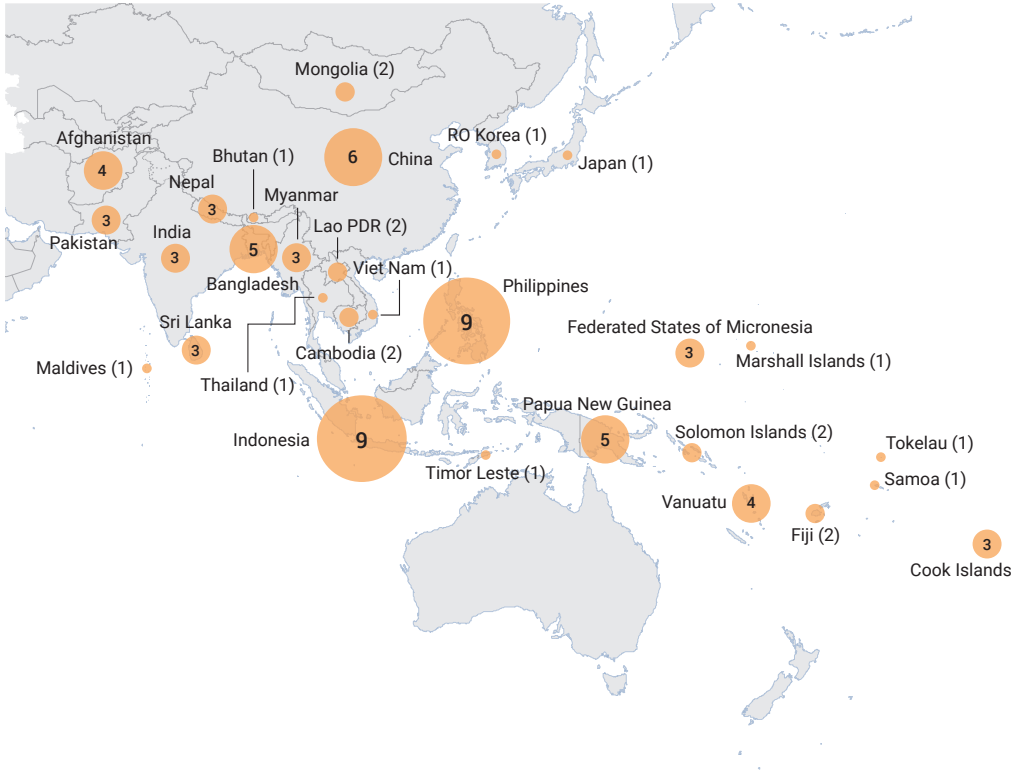 Mongolia (2)
RO Korea (1)
Afghanistan
Bhutan (1)
6
China
Japan (1)
4
Nepal
Myanmar
3
3
Lao PDR (2)
Pakistan
India
5
3
3
Viet Nam (1)
Bangladesh
Philippines
Sri Lanka
9
Federated States of Micronesia
3
Cambodia (2)
3
Marshall Islands (1)
Maldives (1)
Thailand (1)
Papua New Guinea
Indonesia
9
5
Solomon Islands (2)
Tokelau (1)
Timor Leste (1)
Samoa (1)
Vanuatu
4
Fiji (2)
3
Cook Islands